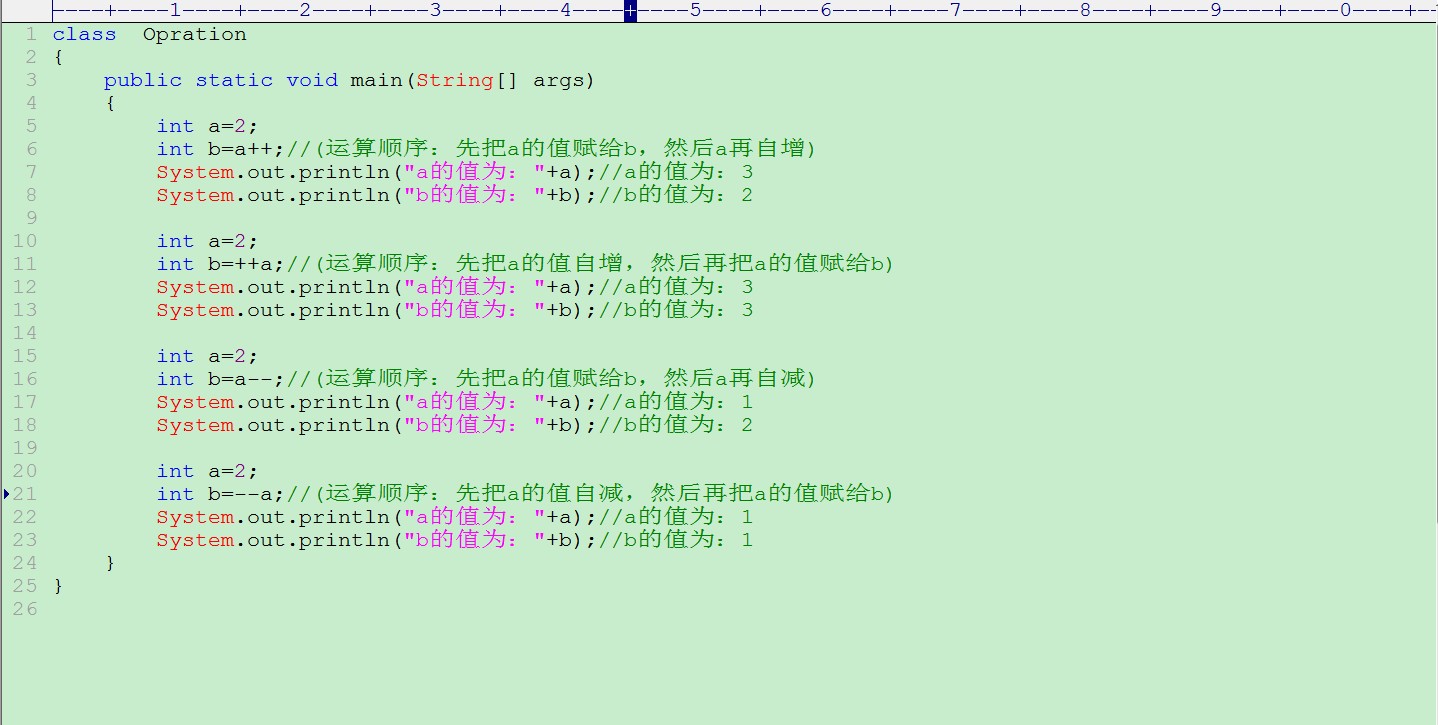 ----+----1----+----2----+----3----+----4----+----5----+----6----+----7----+----8----+----9----+----0----+--
1 class  Opration
2 {
3     public static void main(String[] args)
4     {
5         int a=2;
6         int b=a++;//(运算顺序：先把a的值赋给b，然后a再自增)
7         System.out.println("a的值为："+a);//a的值为：3
8         System.out.println("b的值为："+b);//b的值为：2
9
10         int a=2;
11         int b=++a;//(运算顺序：先把a的值自增，然后再把a的值赋给b)
12         System.out.println("a的值为："+a);//a的值为：3
13         System.out.println("b的值为："+b);//b的值为：3
14
15         int a=2;
16         int b=a--;//(运算顺序：先把a的值赋给b，然后a再自减)
17         System.out.println("a的值为："+a);//a的值为：1
18         System.out.println("b的值为："+b);//b的值为：2
19
20         int a=2;
21         int b=--a;//(运算顺序：先把a的值自减，然后再把a的值赋给b)
22         System.out.println("a的值为："+a);//a的值为：1
23         System.out.println("b的值为："+b);//b的值为：1
24     }
25 }
26